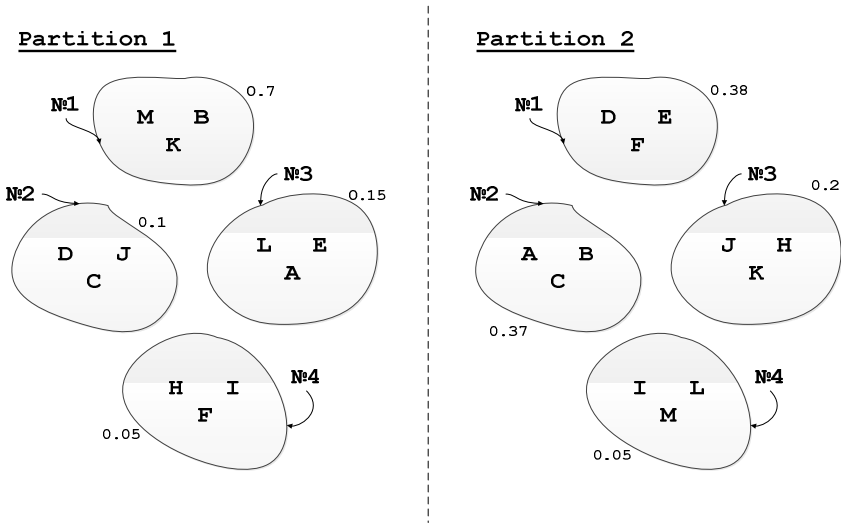 Partition 1
№1
0.7
M B
K
№2
0.1
D J
C
№3
0.15
L E
A
№4
0.05
H I
F
Partition 2
№1
0.38
D E
F
№2
0.37
A B
C
№3
0.2
J H
K
№4
0.05
I L
M